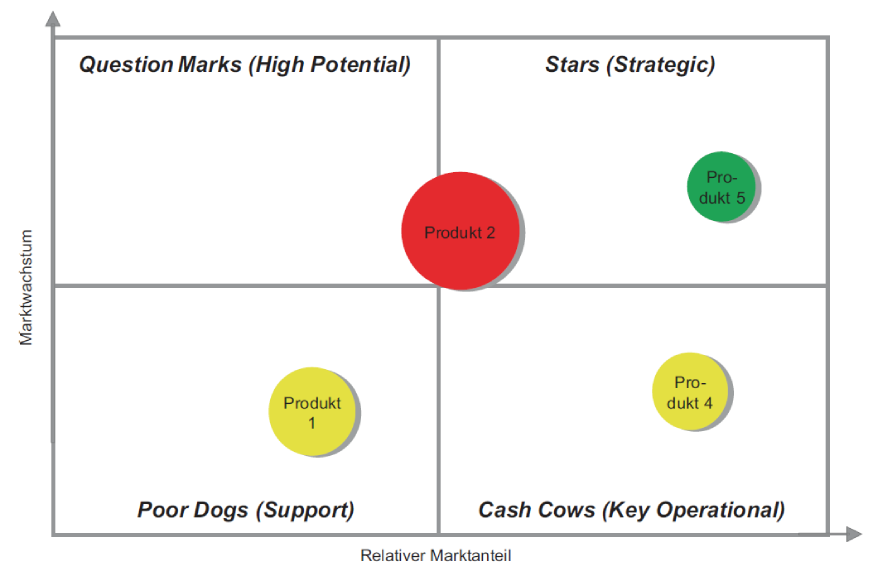 Question Marks (High Potential)
Stars (Strategic)
Pro-
dukt 5
Produkt 2
Marktwachstum
Produkt
1
Pro-
dukt 4
Poor Dogs (Support)
Cash Cows (Key Operational)
Relativer Marktanteil